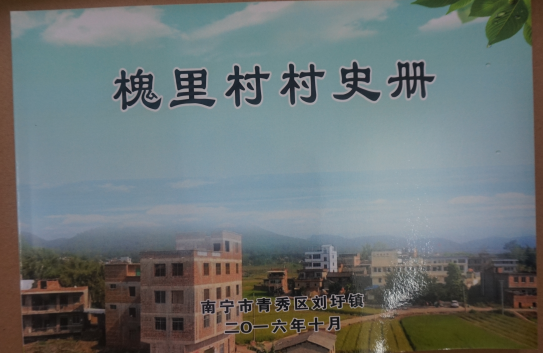 槐里村村史册
南宁市青秀区刘圩镇
二〇一六年十月